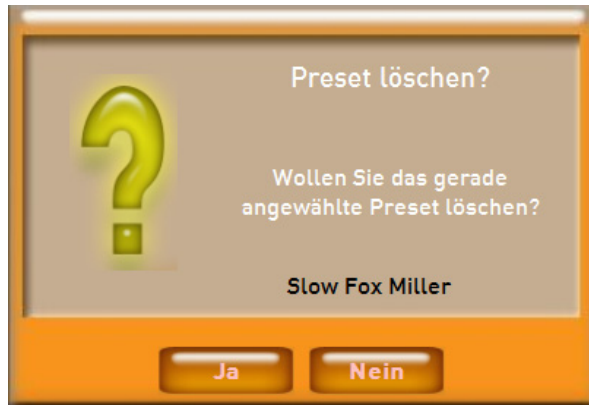 Preset löschen?
Wollen Sie das gerade
angewählte Preset löschen?
Slow Fox Miller
Ja
Nein